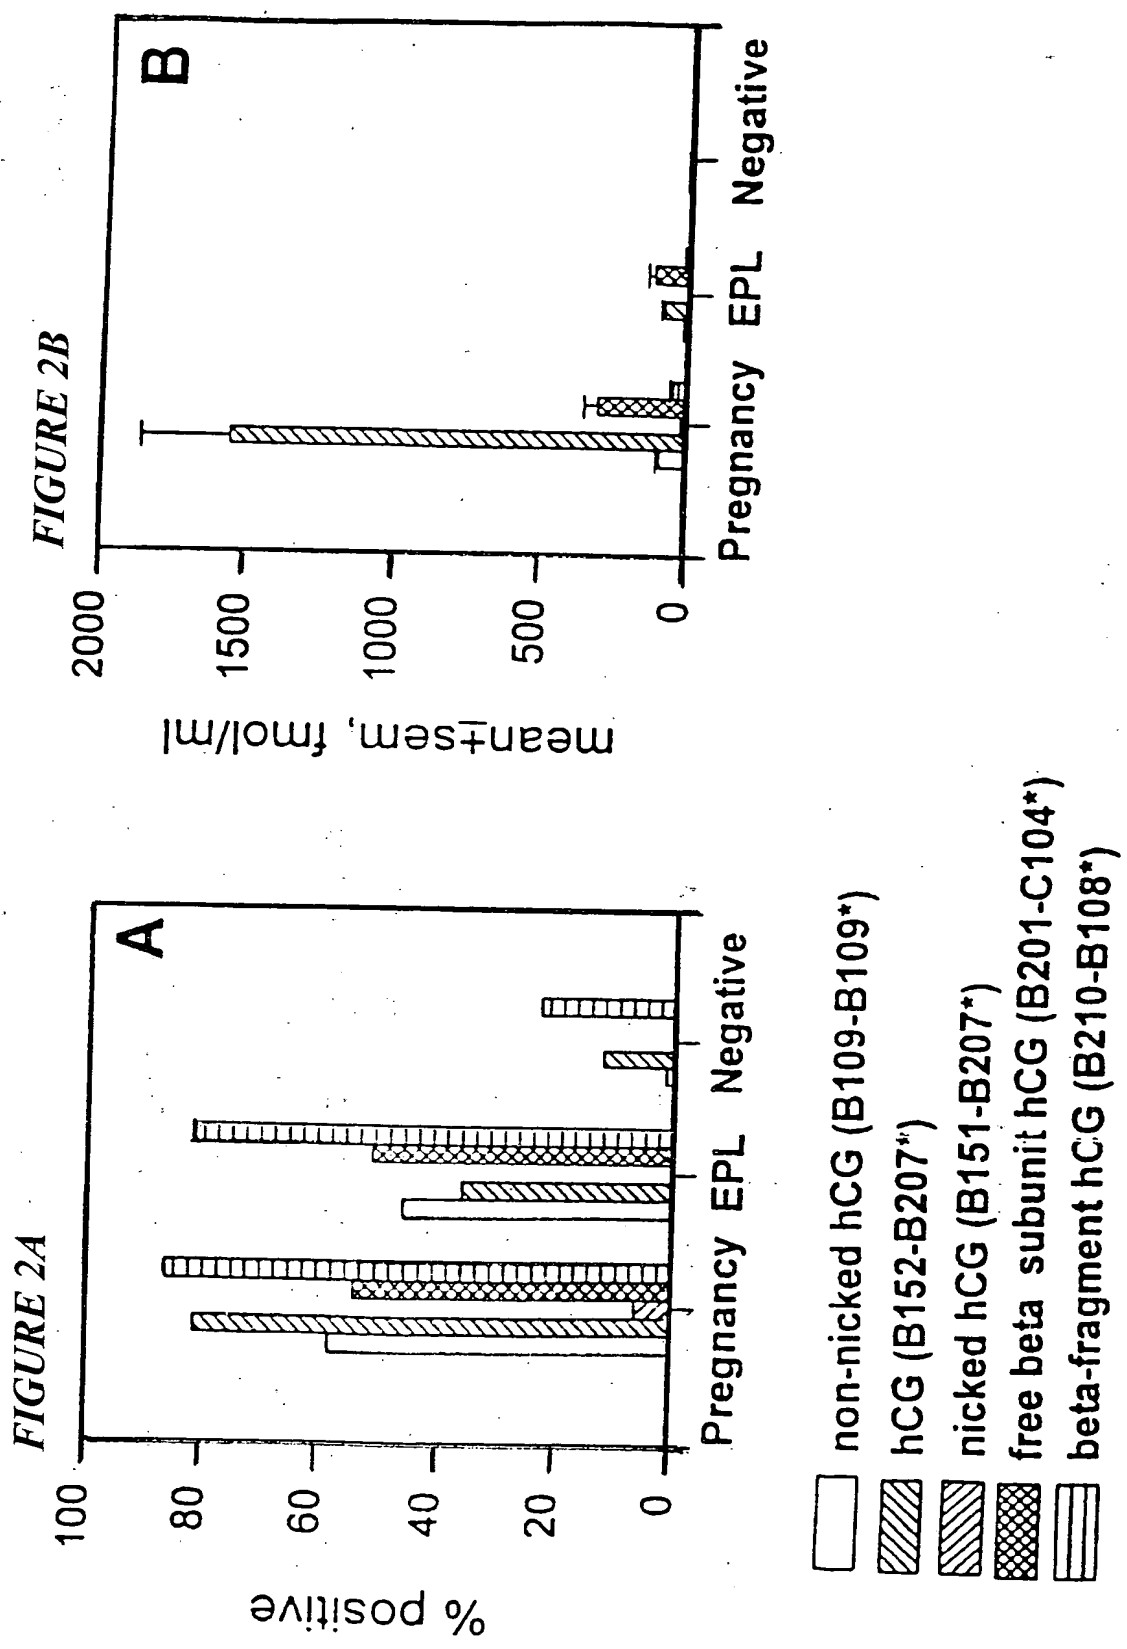 FIGURE 2A
A
% positive
100
80
60
40
20
0
Pregnancy EPL Negative
FIGURE 2B
B
mean±sem, fmol/ml
2000
1500
1000
500
0
Pregnancy EPL Negative
non-nicked hCG (B109-B109*)
hCG (B152-B207*)
nicked hCG (B151-B207*)
free beta subunit hCG (B201-C104*)
beta-fragment hCG (B210-B108*)